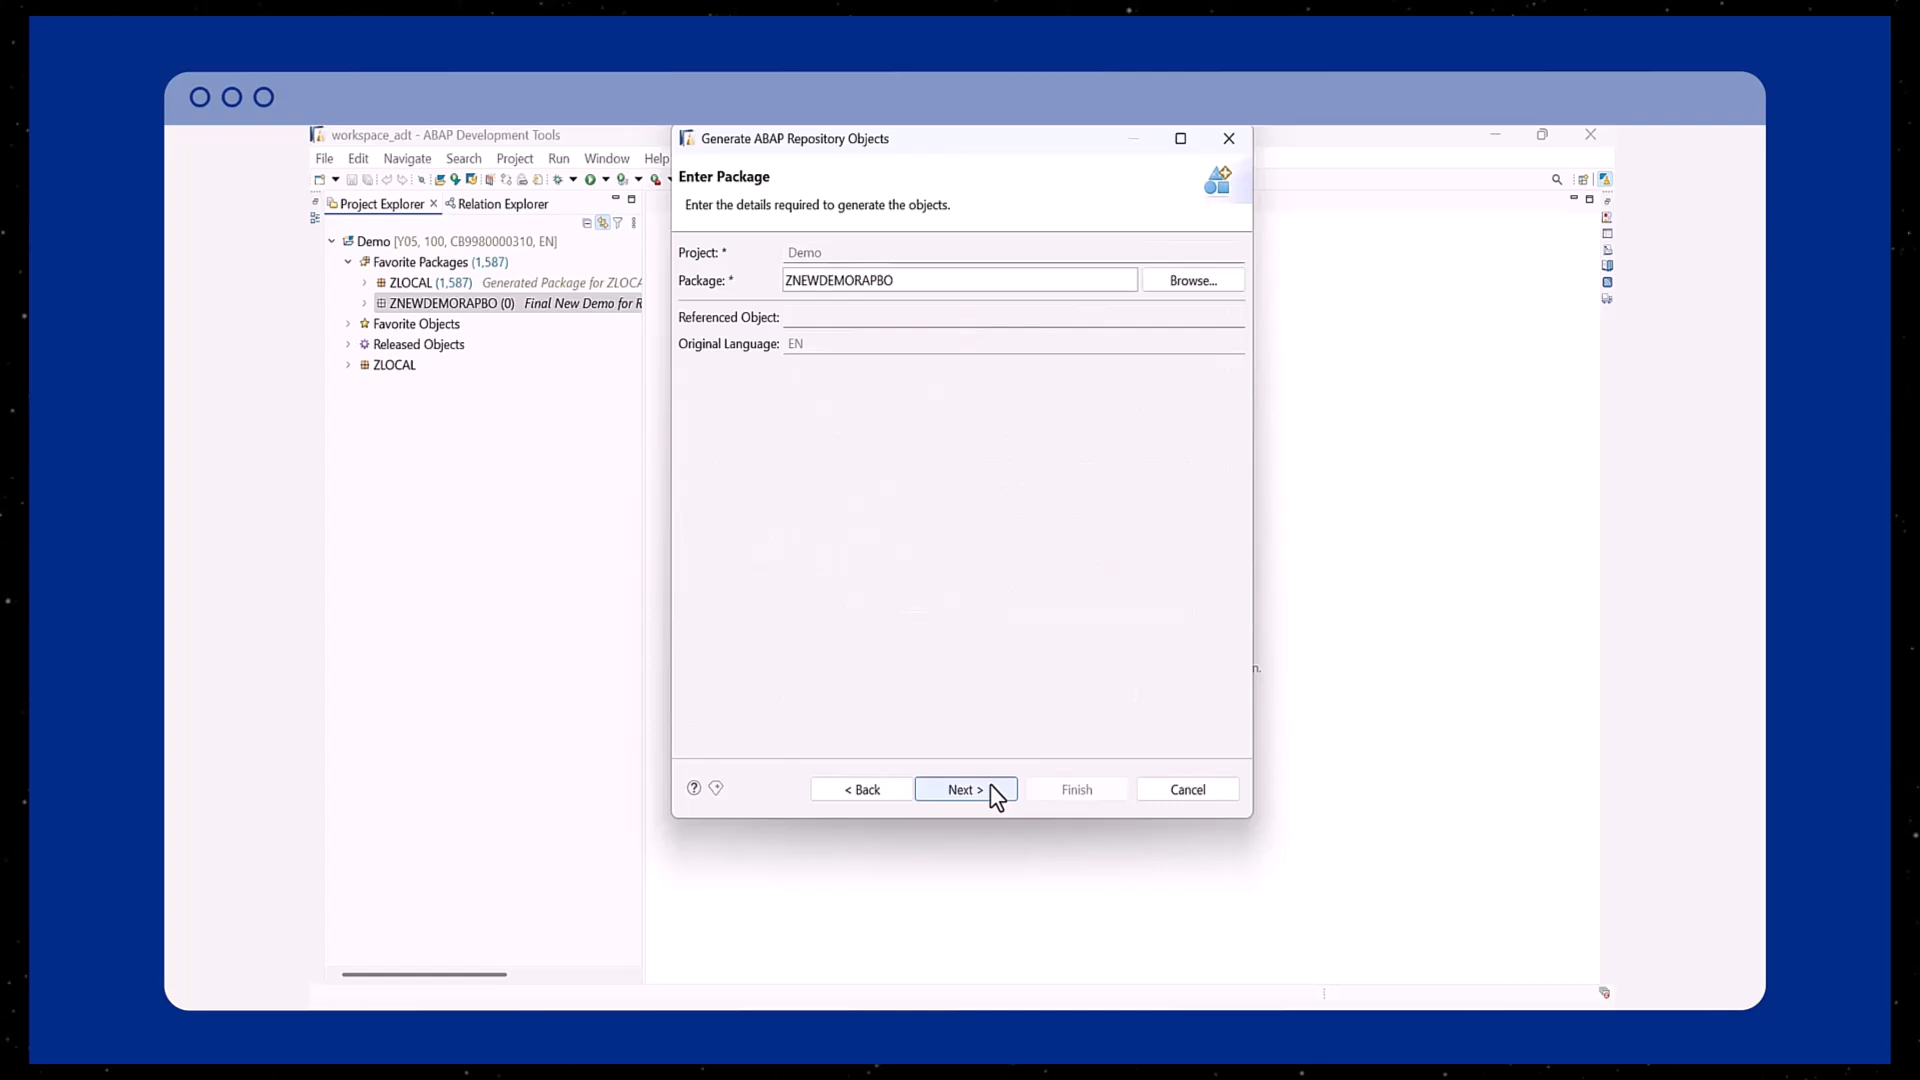 workspace_adt - ABAP Development Tools
File Edit Navigate Search Project Run Window Help
Project Explorer
Relation Explorer
Demo [Y05, 100, CB9980000310, EN]
Favorite Packages (1,587)
ZLOCAL (1,587) Generated Package for ZLOCA
ZNEWDEMORAPBO (0) Final New Demo for R
Favorite Objects
Released Objects
ZLOCAL
Generate ABAP Repository Objects
Enter Package
Enter the details required to generate the objects.
Project: * Demo
Package: * ZNEWDEMORAPBO Browse...
Referenced Object:
Original Language: EN
n.
< Back Next > Finish Cancel